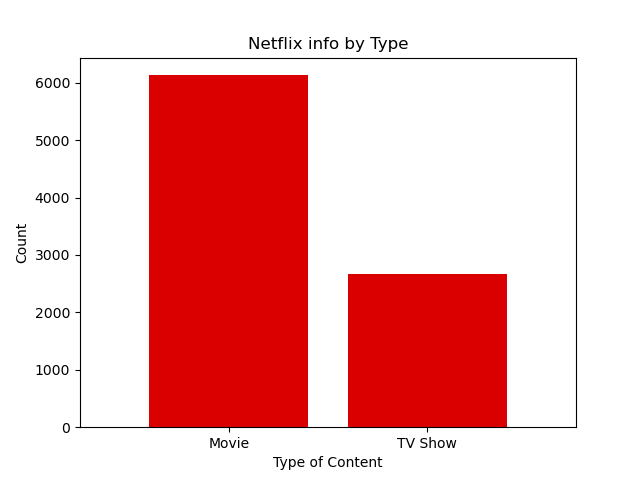 Netflix info by Type
Count
6000
5000
4000
3000
2000
1000
0
Movie
TV Show
Type of Content